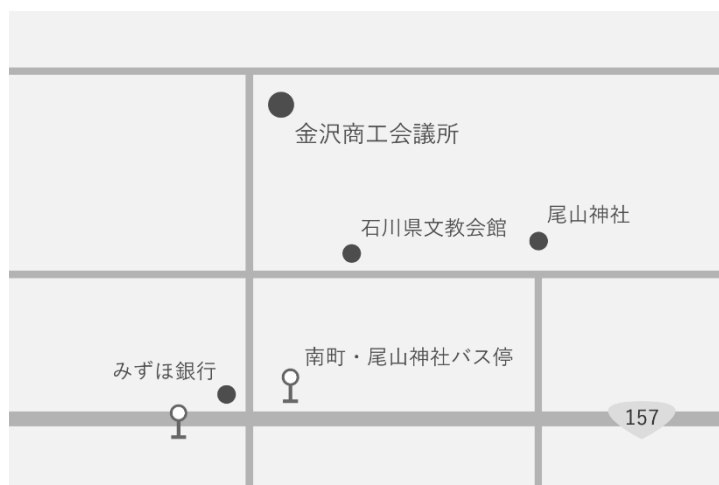 金沢商工会議所
尾山神社
石川県文教会館
南町・尾山神社バス停
みずほ銀行
157